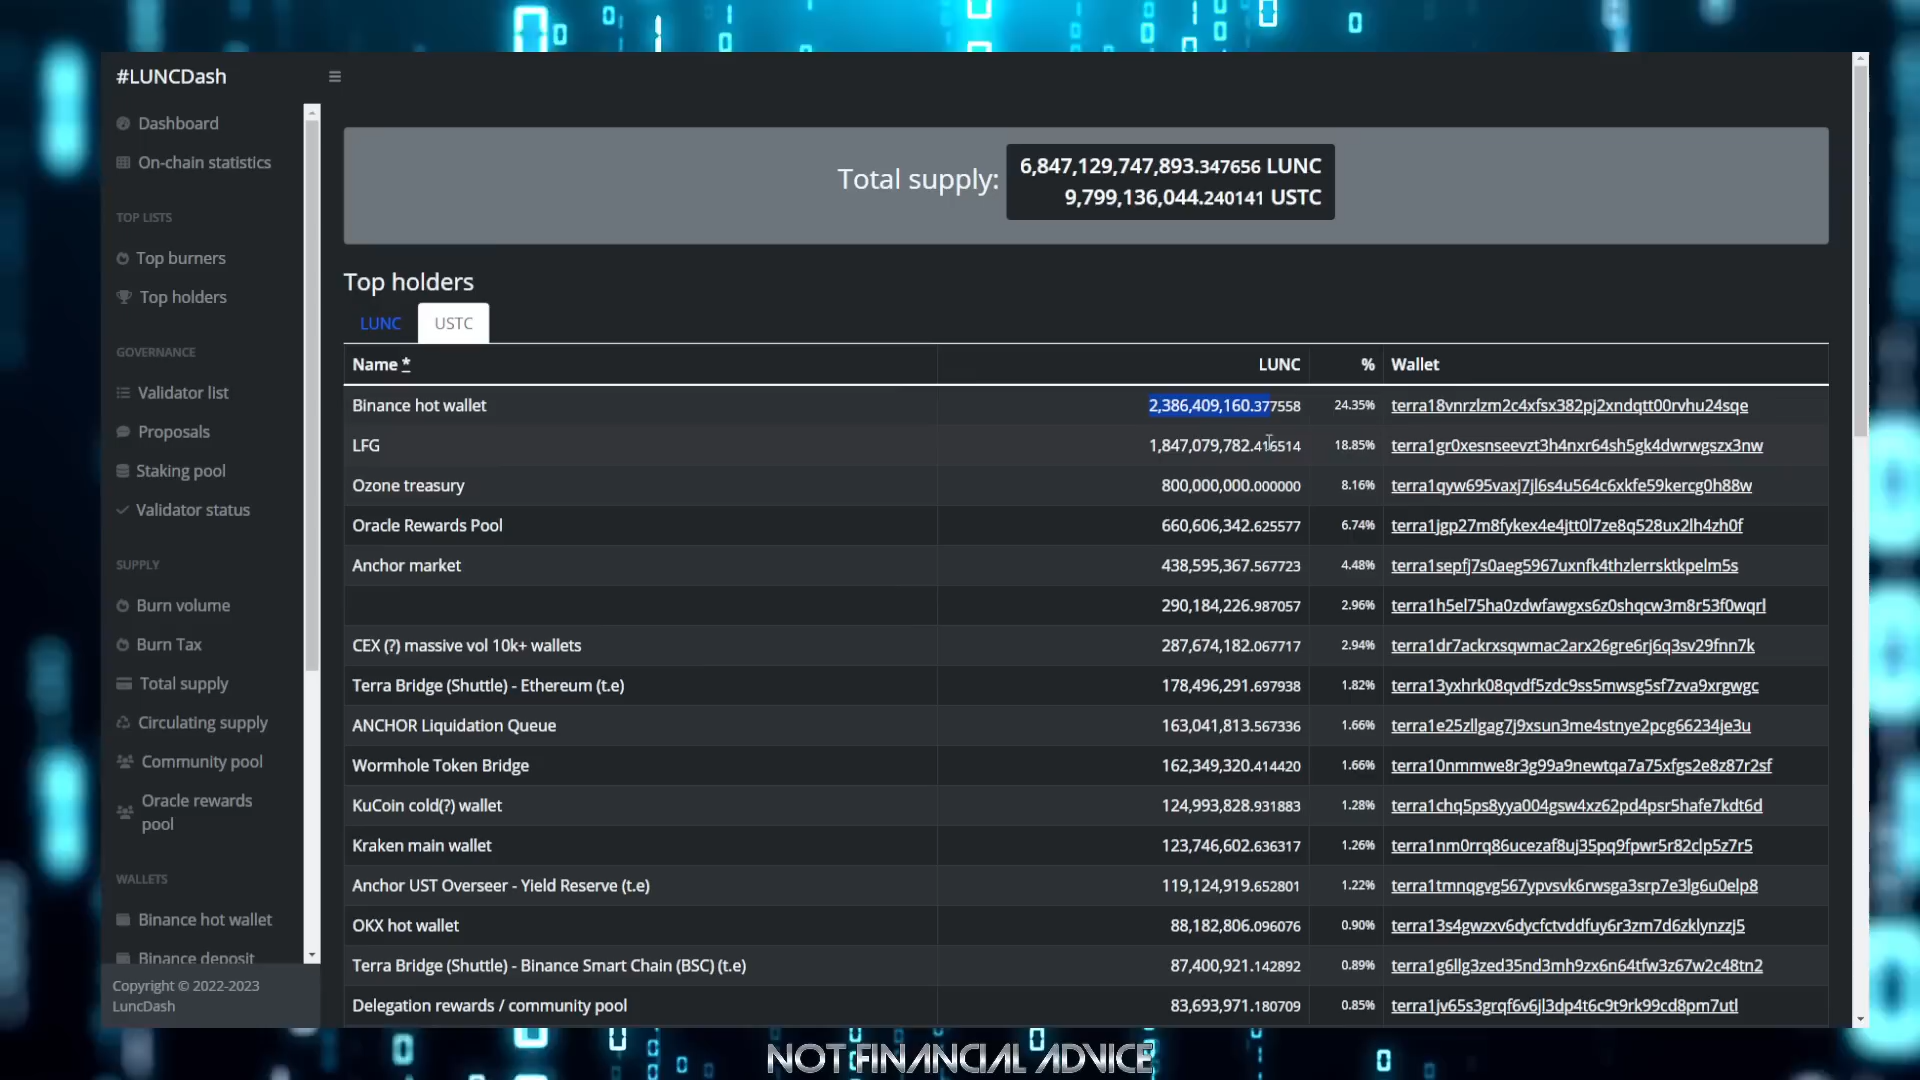 #LUNCDash
Dashboard
On-chain statistics
TOP LISTS
Top burners
Top holders
GOVERNANCE
Validator list
Proposals
Staking pool
Validator status
SUPPLY
Burn volume
Burn Tax
Total supply
Circulating supply
Community pool
Oracle rewards
pool
WALLETS
Binance hot wallet
Binance deposit
Copyright © 2022-2023
LuncDash
Total supply:
6,847,129,747,893.347656 LUNC
9,799,136,044.240141 USTC
Top holders
LUNC USTC
Name * LUNC % Wallet
Binance hot wallet 2,386,409,160.377558 24.35% terra18vnrzlzm2c4xfsx382pj2xndqtt00rvhu24sqe
LFG 1,847,079,782.416514 18.85% terra1gr0xesnseevzt3h4nxr64sh5gk4dwrwgszx3nw
Ozone treasury 800,000,000.000000 8.16% terra1qyw695vaxj7jl6s4u564c6xkfe59kercg0h88w
Oracle Rewards Pool 660,606,342.625577 6.74% terra1jgp27m8fykex4e4jtt0l7ze8q528ux2lh4zh0f
Anchor market 438,595,367.567723 4.48% terra1sepfj7s0aeg5967uxnfk4thzlerrsktkpelm5s
290,184,226.987057 2.96% terra1h5el75ha0zdwfawgxs6z0shqcw3m8r53f0wqrl
CEX (?) massive vol 10k+ wallets 287,674,182.067717 2.94% terra1dr7ackrxsqwmac2arx26gre6rj6q3sv29fnn7k
Terra Bridge (Shuttle) - Ethereum (t.e) 178,496,291.697938 1.82% terra13yxhrk08qvdf5zdc9ss5mwsg5sf7zva9xrgwgc
ANCHOR Liquidation Queue 163,041,813.567336 1.66% terra1e25zllgag7j9xsun3me4stnye2pcg66234je3u
Wormhole Token Bridge 162,349,320.414420 1.66% terra10nmmwe8r3g99a9newtqa7a75xfgs2e8z87r2sf
KuCoin cold(?) wallet 124,993,828.931883 1.28% terra1chq5ps8yya004gsw4xz62pd4psr5hafe7kdt6d
Kraken main wallet 123,746,602.636317 1.26% terra1nm0rrq86ucezaf8uj35pq9fpwr5r82clp5z7r5
Anchor UST Overseer - Yield Reserve (t.e) 119,124,919.652801 1.22% terra1tmnqgvg567ypvsvk6rwsga3srp7e3lg6u0elp8
OKX hot wallet 88,182,806.096076 0.90% terra13s4gwzxv6dycfctvddfuy6r3zm7d6zklynzzj5
Terra Bridge (Shuttle) - Binance Smart Chain (BSC) (t.e) 87,400,921.142892 0.89% terra1g6llg3zed35nd3mh9zx6n64tfw3z67w2c48tn2
Delegation rewards / community pool 83,693,971.180709 0.85% terra1jv65s3grqf6v6jl3dp4t6c9t9rk99cd8pm7utl
NOT FINANCIAL ADVICE